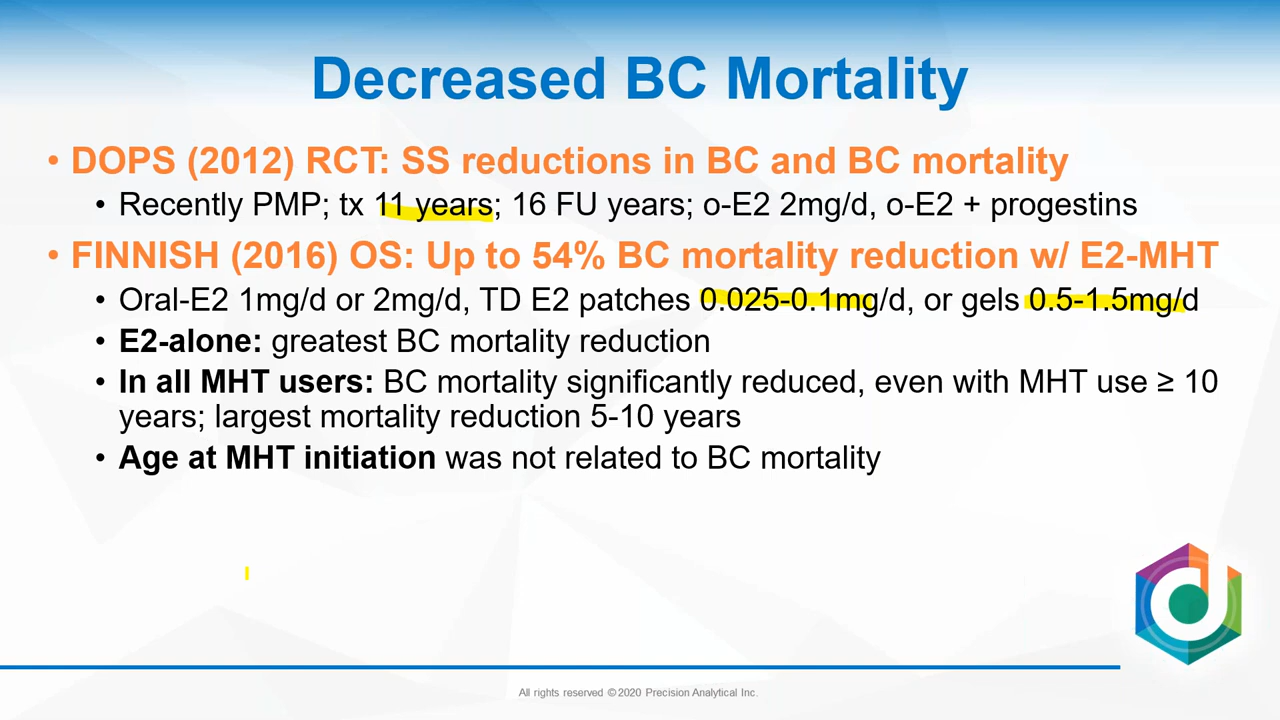 Decreased BC Mortality
• DOPS (2012) RCT: SS reductions in BC and BC mortality
• Recently PMP; tx 11 years; 16 FU years; o-E2 2mg/d, o-E2 + progestins
• FINNISH (2016) OS: Up to 54% BC mortality reduction w/ E2-MHT
• Oral-E2 1mg/d or 2mg/d, TD E2 patches 0.025-0.1mg/d, or gels 0.5-1.5mg/d
• E2-alone: greatest BC mortality reduction
• In all MHT users: BC mortality significantly reduced, even with MHT use ≥ 10
years; largest mortality reduction 5-10 years
• Age at MHT initiation was not related to BC mortality
All rights reserved ©2020 Precision Analytical Inc.